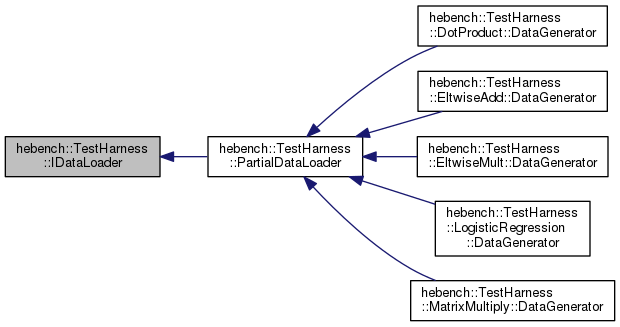 hebench::TestHarness
::DotProduct::DataGenerator
hebench::TestHarness
::EltwiseAdd::DataGenerator
hebench::TestHarness
::IDataLoader
hebench::TestHarness
::PartialDataLoader
hebench::TestHarness
::EltwiseMult::DataGenerator
hebench::TestHarness
::LogisticRegression
::DataGenerator
hebench::TestHarness
::MatrixMultiply::DataGenerator